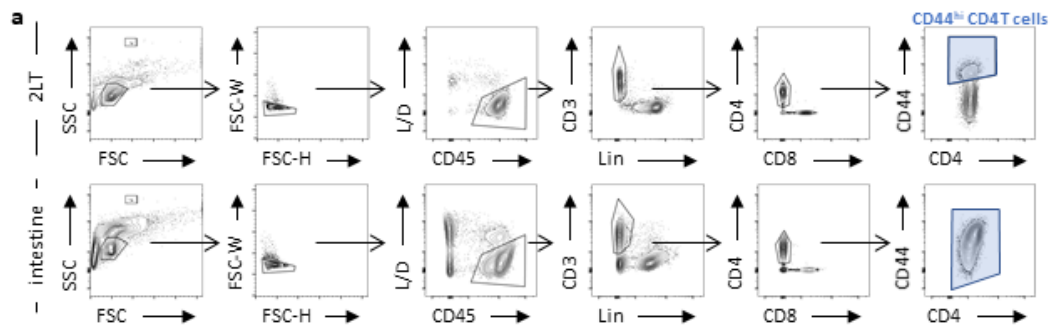 a
CD44hi CD4T cells
2LT
SSC
FSC
FSC-W
FSC-H
L/D
CD45
CD3
Lin
CD4
CD8
CD44
CD4
intestine
SSC
FSC
FSC-W
FSC-H
L/D
CD45
CD3
Lin
CD4
CD8
CD44
CD4